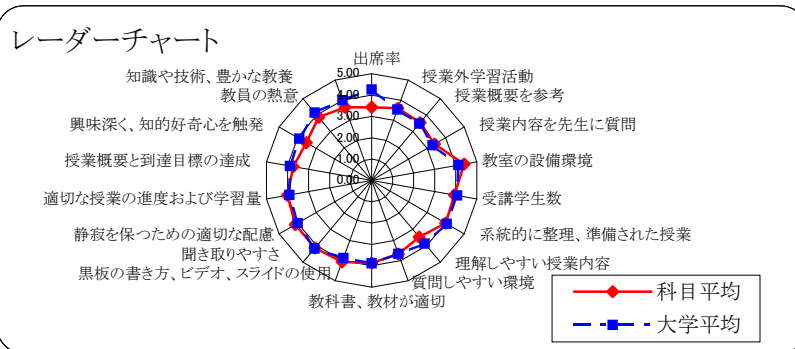 レーダーチャート
出席率
授業外学習活動
授業概要を参考
授業内容を先生に質問
教室の設備環境
受講学生数
系統的に整理、準備された授業
理解しやすい授業内容
質問しやすい環境
教科書、教材が適切
黒板の書き方、ビデオ、スライドの使用
聞き取りやすさ
静寂を保つための適切な配慮
適切な授業の進度および学習量
授業概要と到達目標の達成
興味深く、知的好奇心を触発
教員の熱意
知識や技術、豊かな教養
5.00
4.00
3.00
2.00
1.00
0.00
科目平均
大学平均